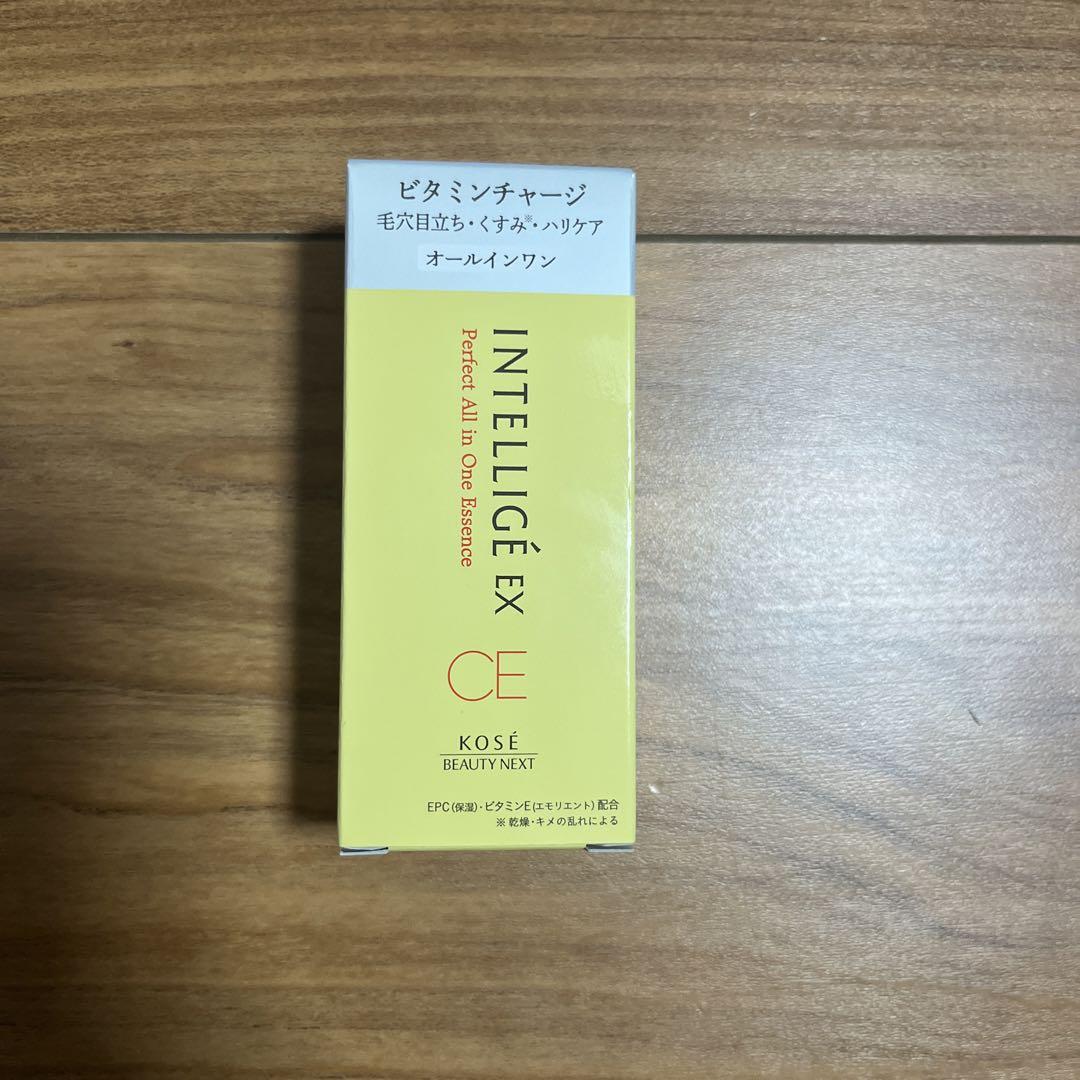 ビタミンチャージ
毛穴目立ち・くすみ※・ハリケア
オールインワン
INTELLIGÉ EX
Perfect All in One Essence
CE
KOSÉ
BEAUTY NEXT
EPC(保湿)・ビタミンE(エモリエント)配合
※乾燥・キメの乱れによる